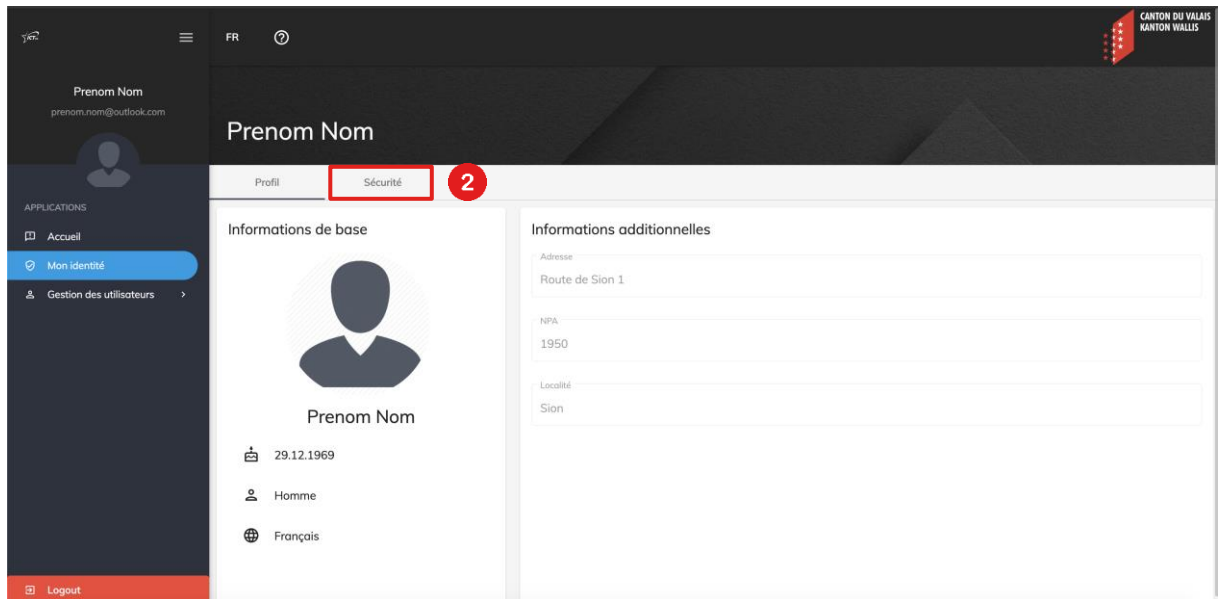 FR
CANTON DU VALAIS
KANTON WALLIS
Prenom Nom
prenom.nom@outlook.com
APPLICATIONS
Accueil
Mon identité
Gestion des utilisateurs
Logout
Prenom Nom
Profil
Sécurité
2
Informations de base
Prenom Nom
29.12.1969
Homme
Français
Informations additionnelles
Adresse
Route de Sion 1
NPA
1950
Localité
Sion